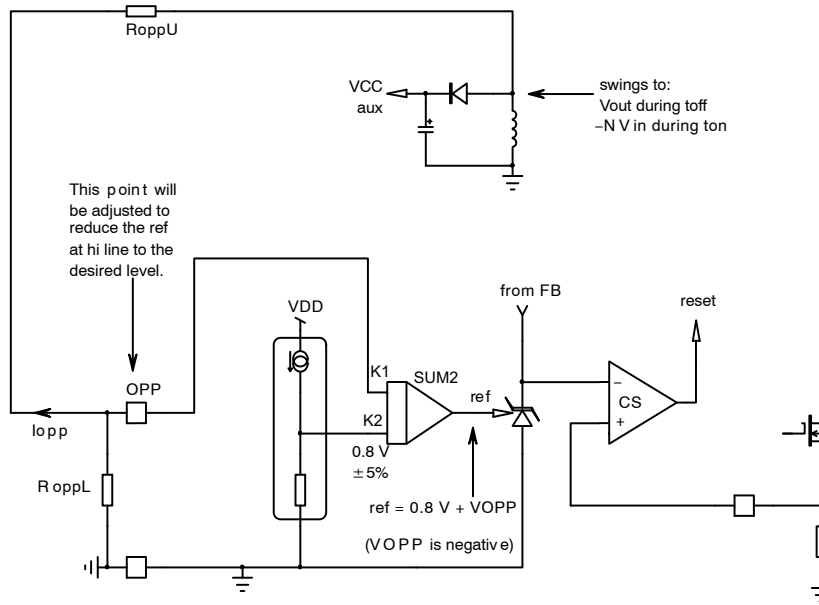 RoppU
VCC
aux
swings to:
Vout during toff
–N V in during ton
This point will
be adjusted to
reduce the ref
at hi line to the
desired level.
from FB
reset
VDD
K1
SUM2
OPP
ref
K2
CS
–
+
Iopp
0.8 V
±5%
RoppL
ref = 0.8 V + VOPP
(VOPP is negative)
+